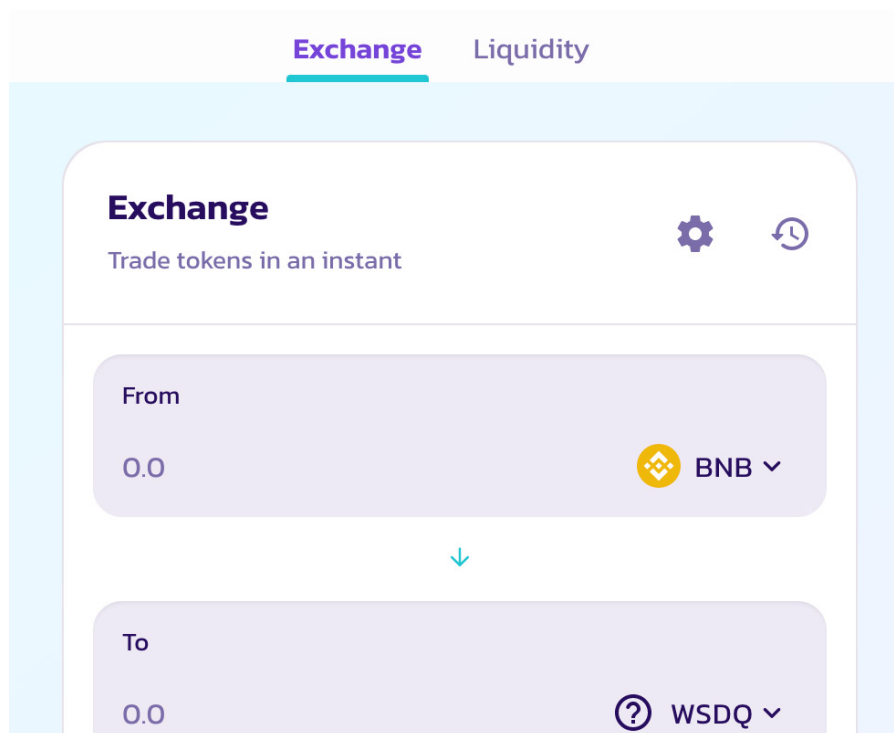 Exchange Liquidity
Exchange
Trade tokens in an instant
From
0.0 BNB
To
0.0 WSDQ